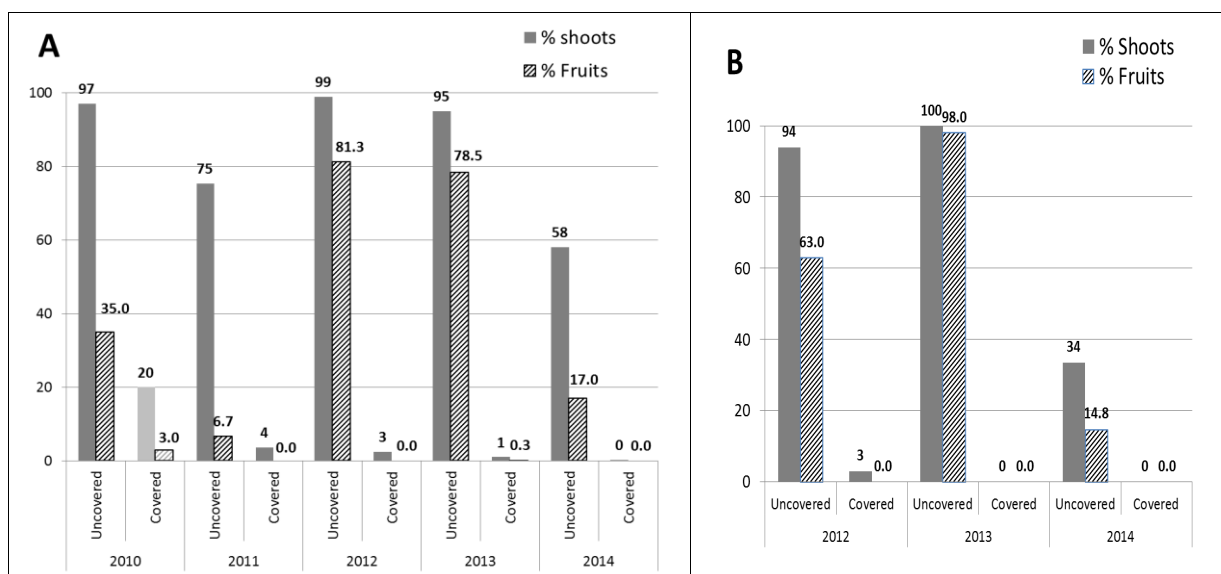 A
% shoots
% Fruits
100
80
60
40
20
0
97
35.0
20
3.0
75
6.7
4
0.0
99
81.3
3
0.0
95
78.5
1
0.3
58
17.0
0
0.0
Uncovered
Covered
Uncovered
Covered
Uncovered
Covered
Uncovered
Covered
Uncovered
Covered
2010
2011
2012
2013
2014
B
% Shoots
% Fruits
100
80
60
40
20
0
94
63.0
3
0.0
100
98.0
0
0.0
34
14.8
0
0.0
Uncovered
Covered
Uncovered
Covered
Uncovered
Covered
2012
2013
2014